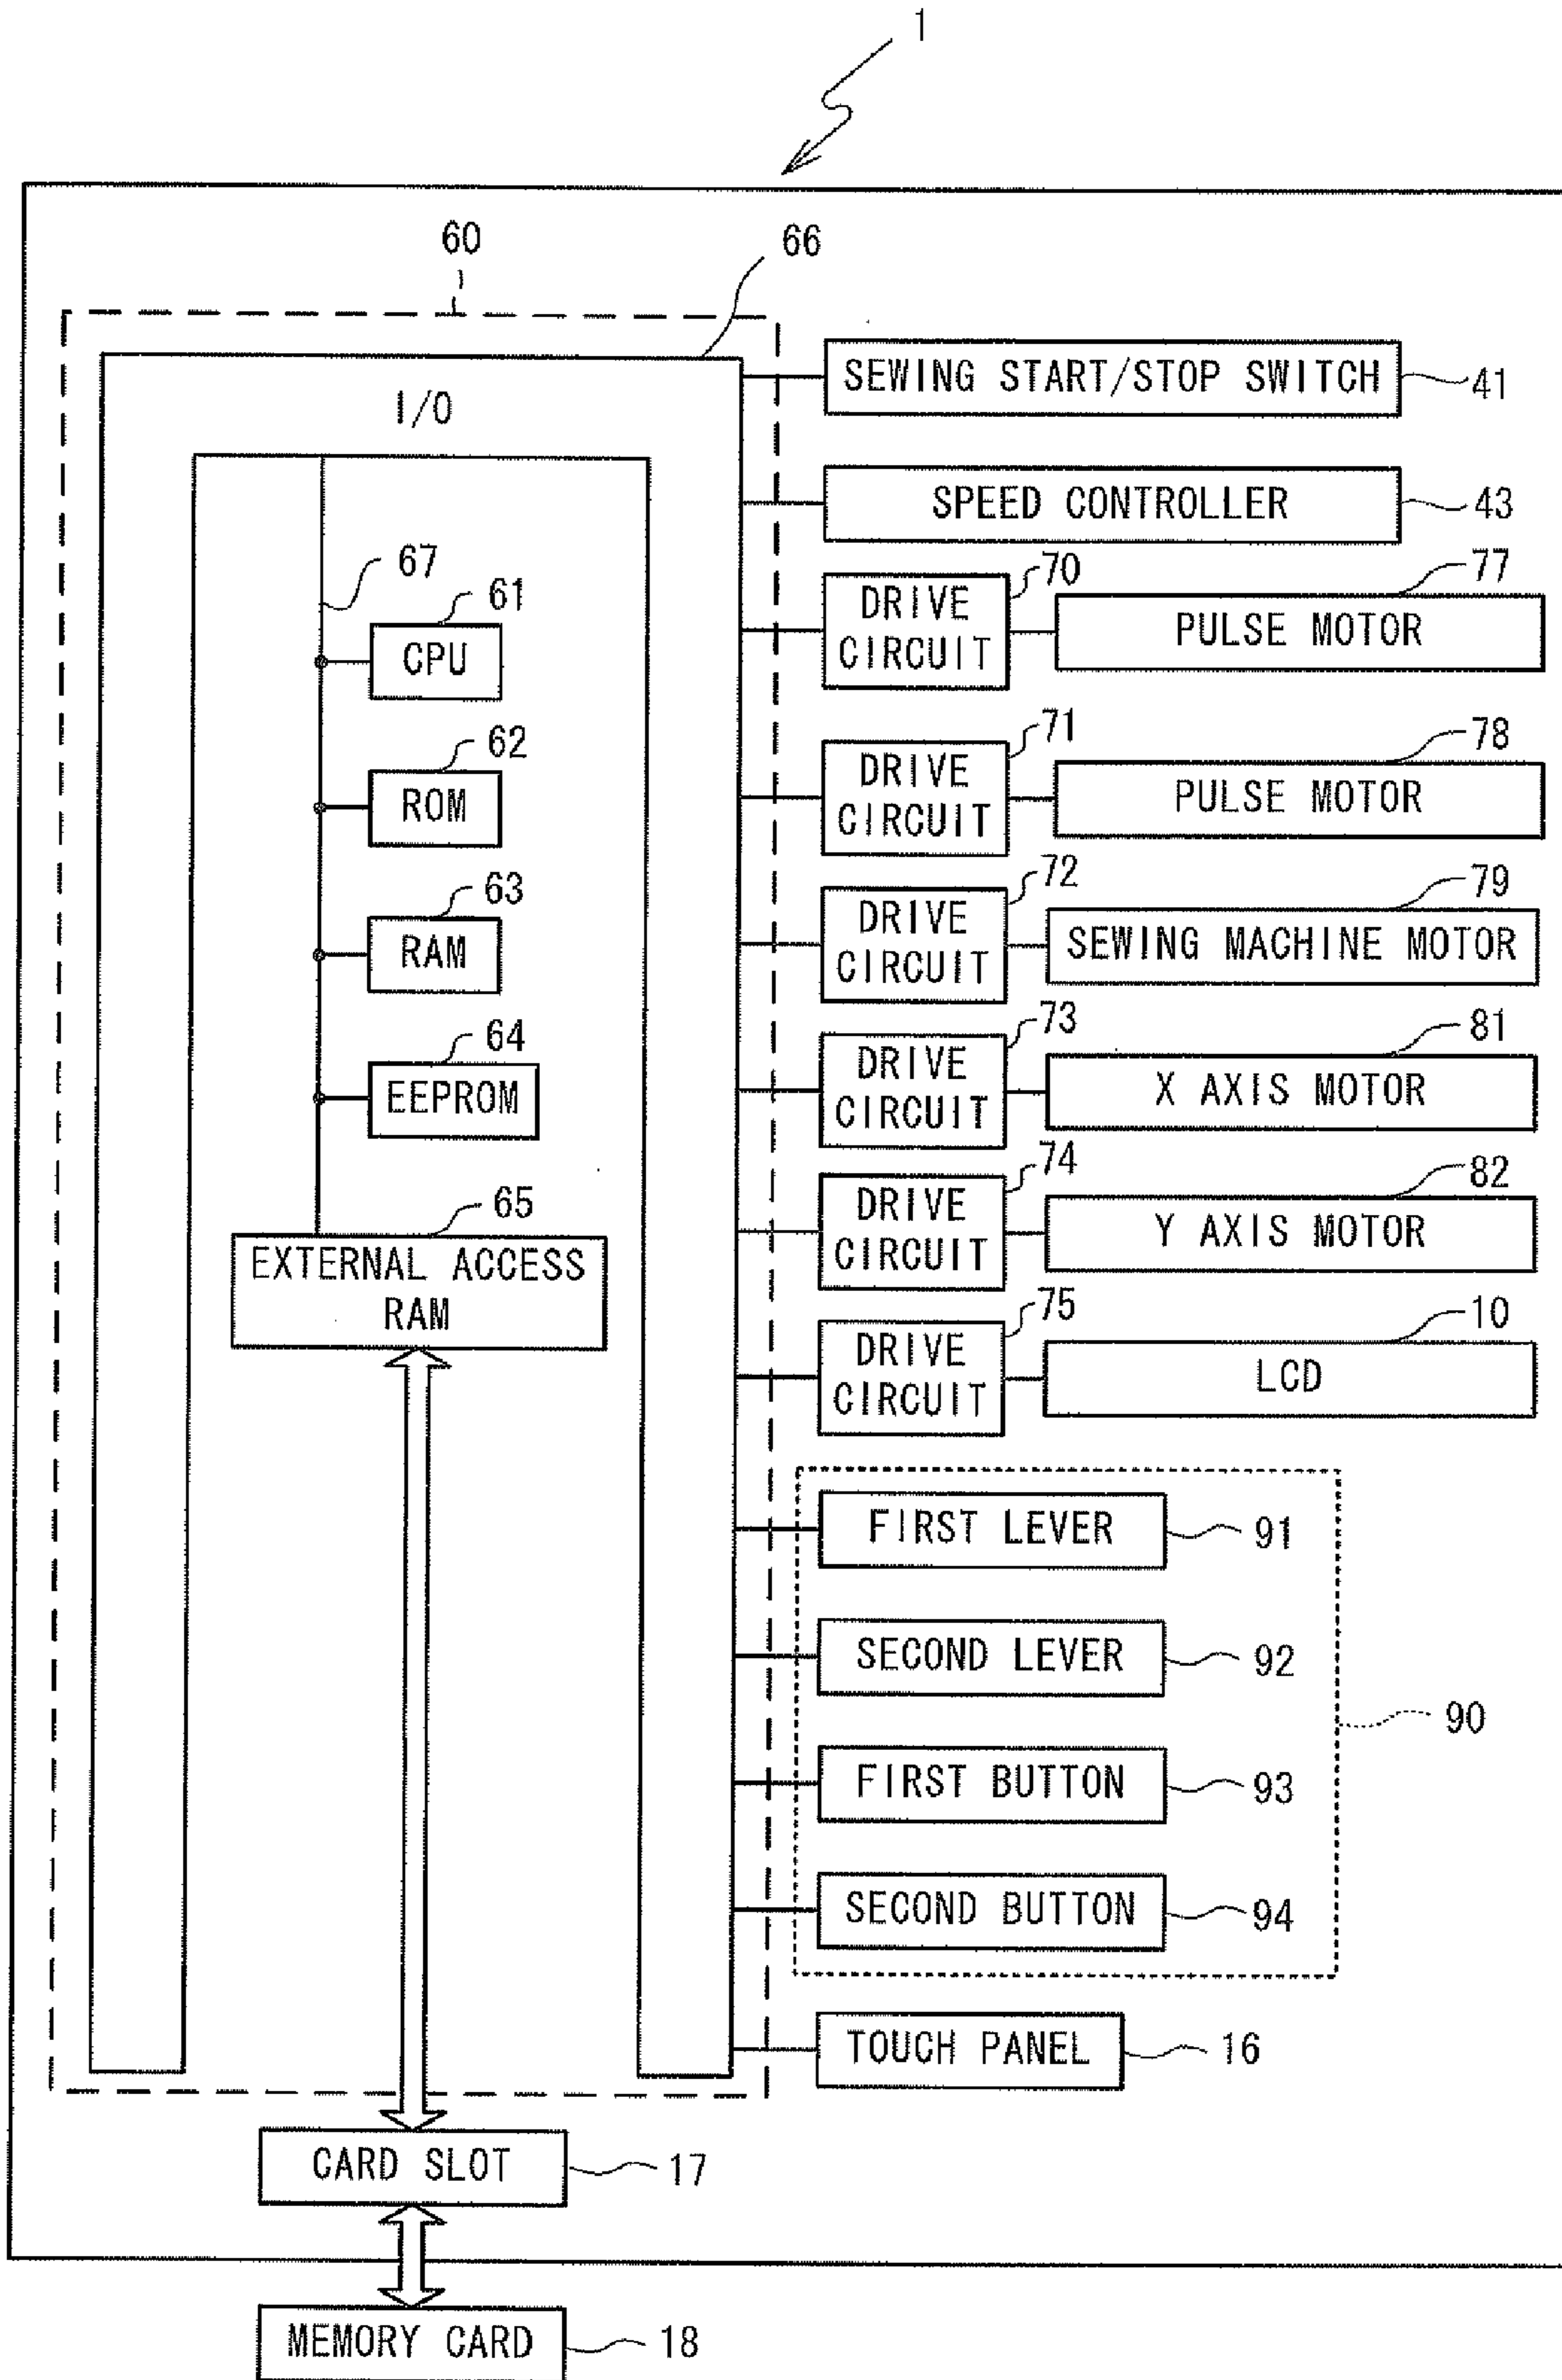 1
60
66
I/O
SEWING START/STOP SWITCH
41
SPEED CONTROLLER
43
67
61
CPU
70
DRIVE
CIRCUIT
77
PULSE MOTOR
62
ROM
71
DRIVE
CIRCUIT
78
PULSE MOTOR
63
RAM
72
DRIVE
CIRCUIT
79
SEWING MACHINE MOTOR
64
EEPROM
73
DRIVE
CIRCUIT
81
X AXIS MOTOR
65
EXTERNAL ACCESS
RAM
74
DRIVE
CIRCUIT
82
Y AXIS MOTOR
75
DRIVE
CIRCUIT
10
LCD
FIRST LEVER
91
SECOND LEVER
92
90
FIRST BUTTON
93
SECOND BUTTON
94
TOUCH PANEL
16
CARD SLOT
17
MEMORY CARD
18